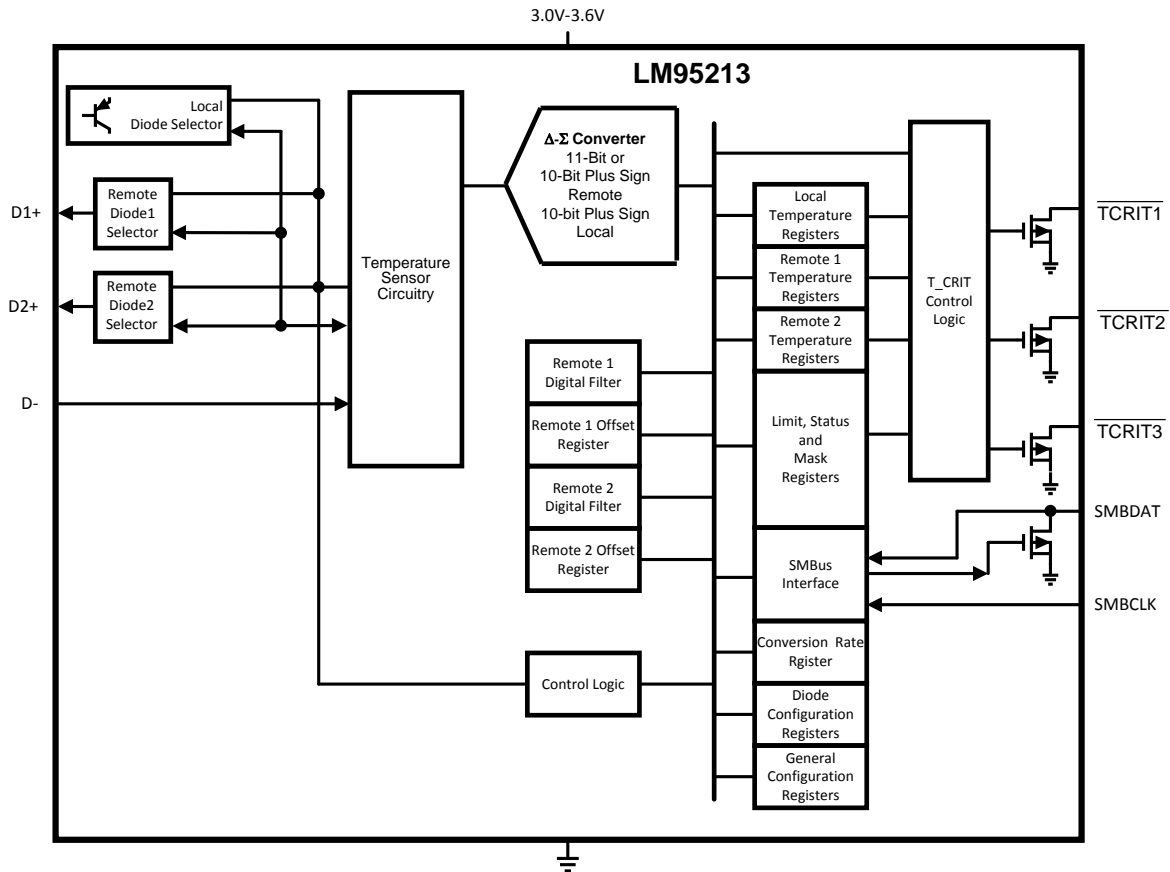 3.0V-3.6V
LM95213
Local
Diode Selector
Remote
Diode1
Selector
D1+
Remote
Diode2
Selector
D2+
D-
Temperature
Sensor
Circuitry
Δ-Σ Converter
11-Bit or
10-Bit Plus Sign
Remote
10-bit Plus Sign
Local
Remote 1
Digital Filter
Remote 1 Offset
Register
Remote 2
Digital Filter
Remote 2 Offset
Register
Control Logic
Local
Temperature
Registers
Remote 1
Temperature
Registers
Remote 2
Temperature
Registers
Limit, Status
and
Mask
Registers
SMBus
Interface
Conversion Rate
Rgister
Diode
Configuration
Registers
General
Configuration
Registers
T_CRIT
Control
Logic
TCRIT1
TCRIT2
TCRIT3
SMBDAT
SMBCLK